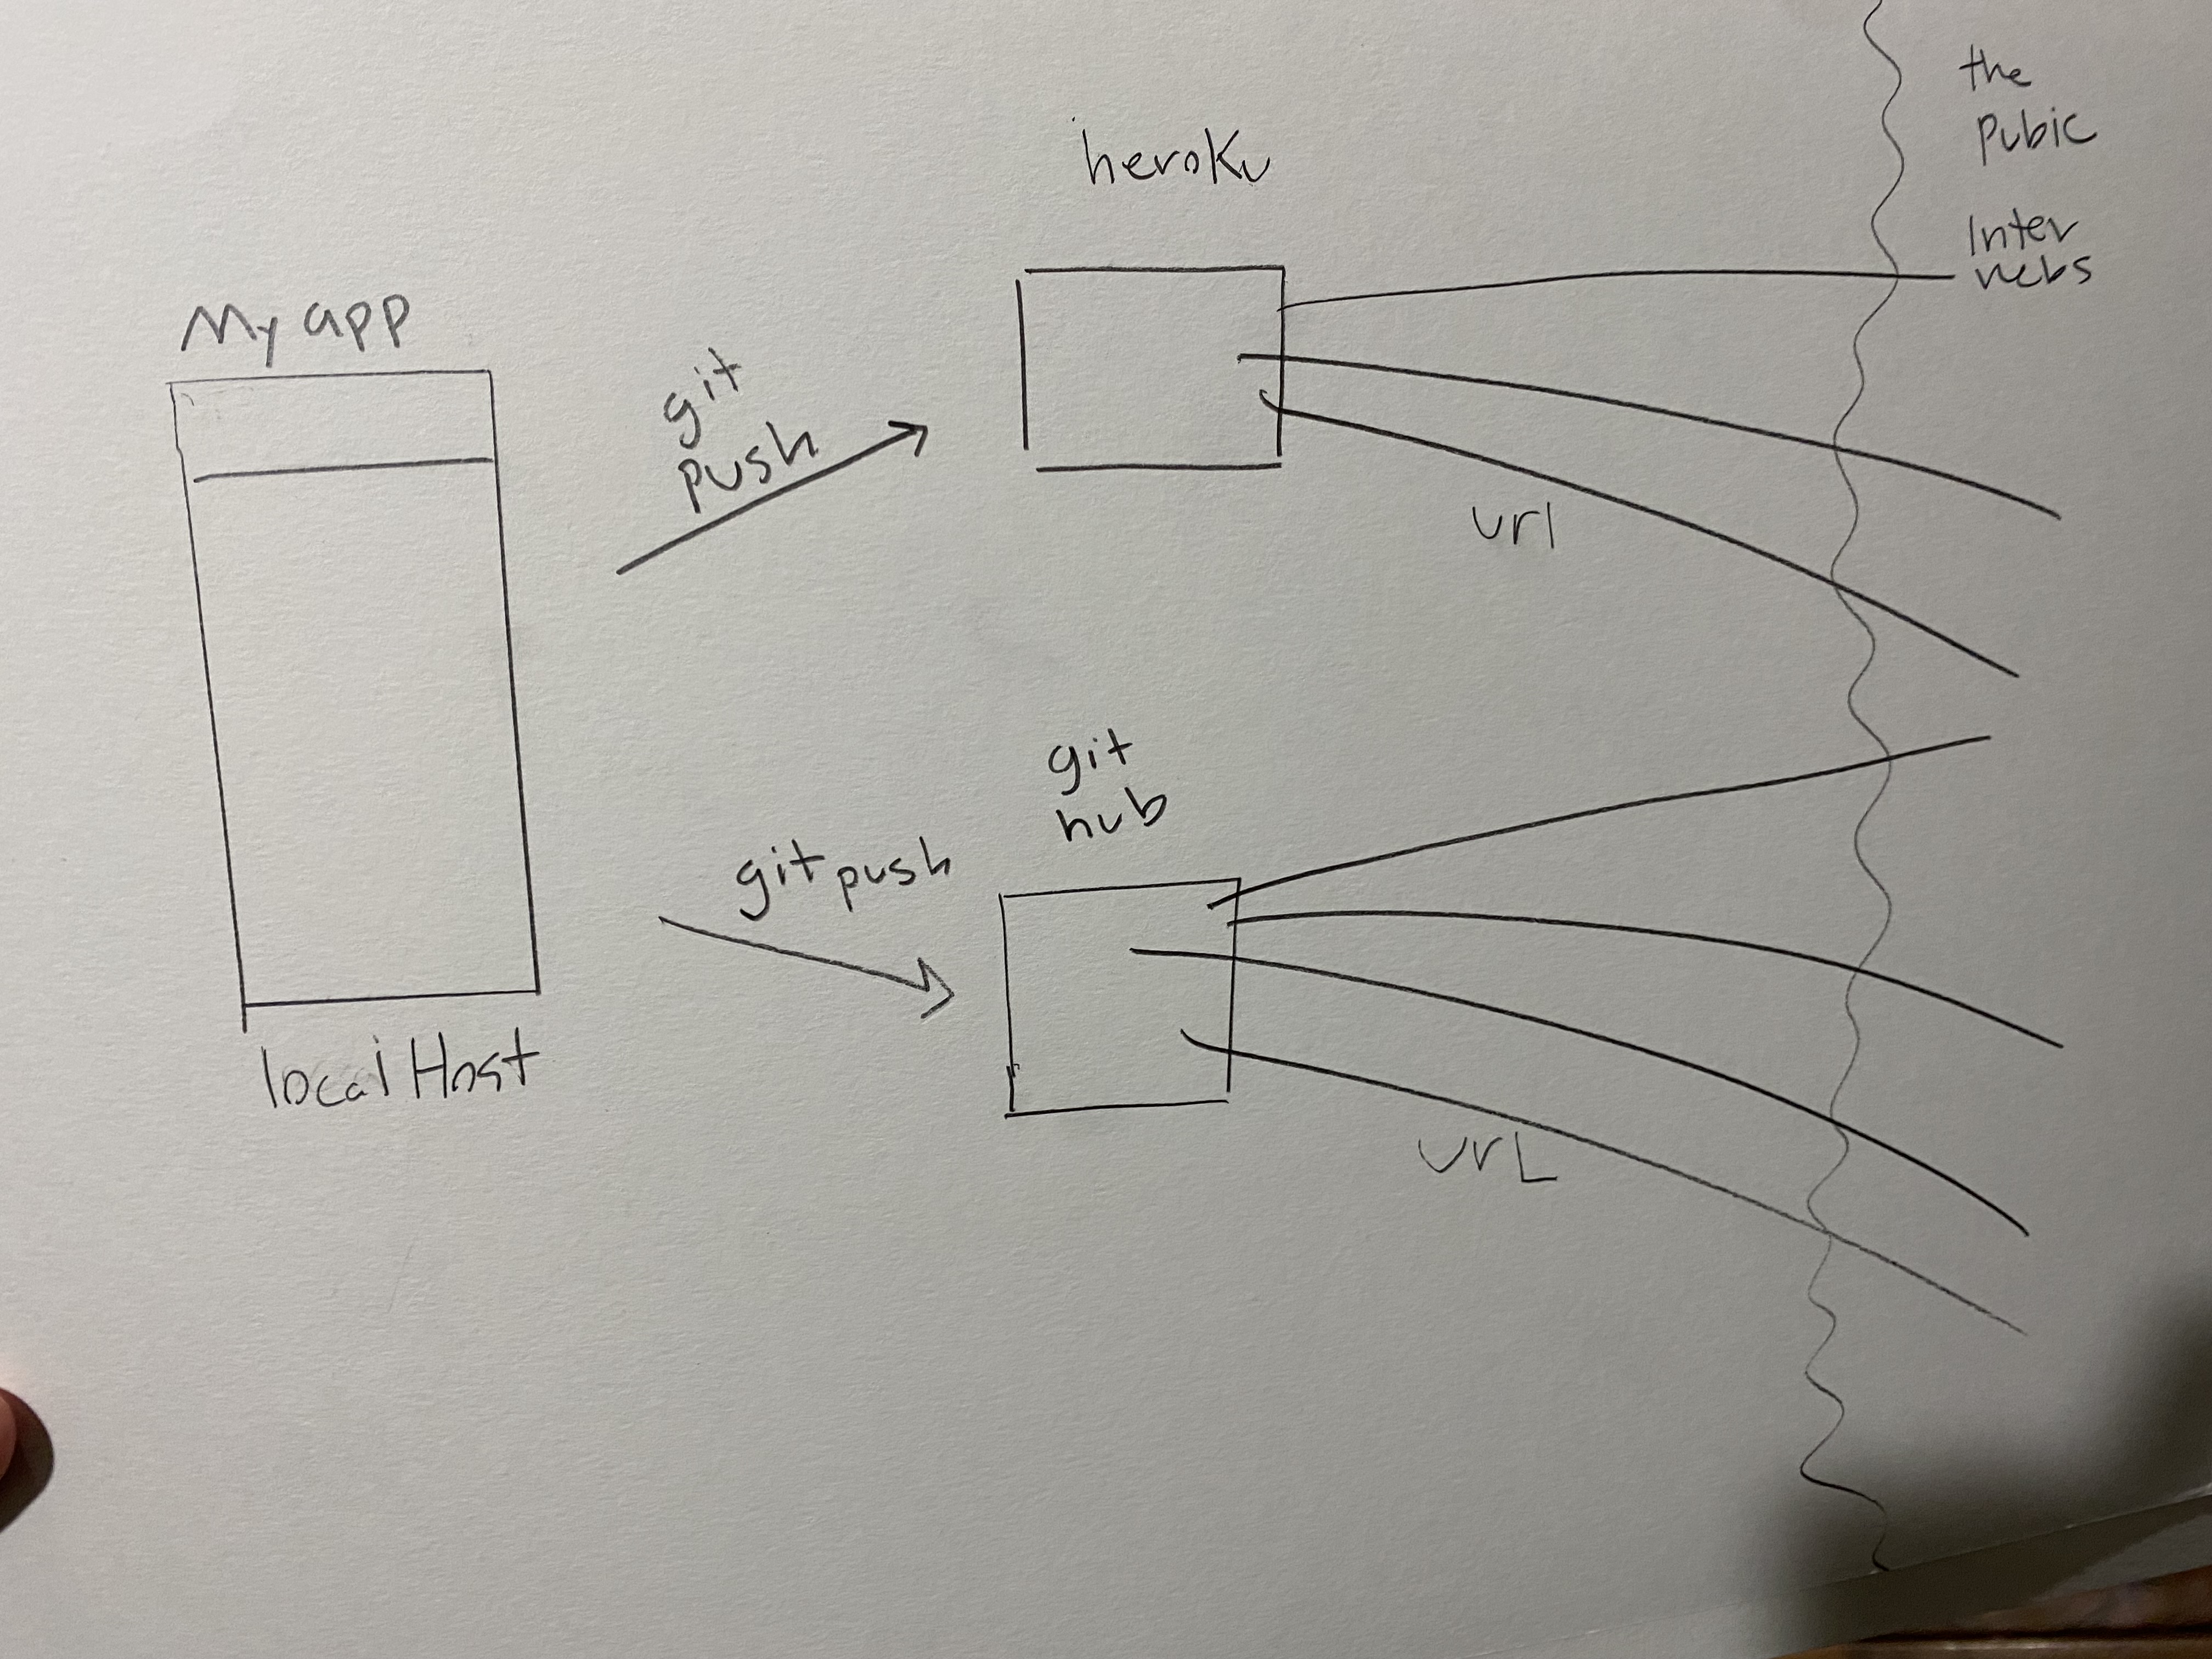 My app
local Host
git
push
git push
heroku
git
hub
url
urL
the
Pubic
Inter
webs